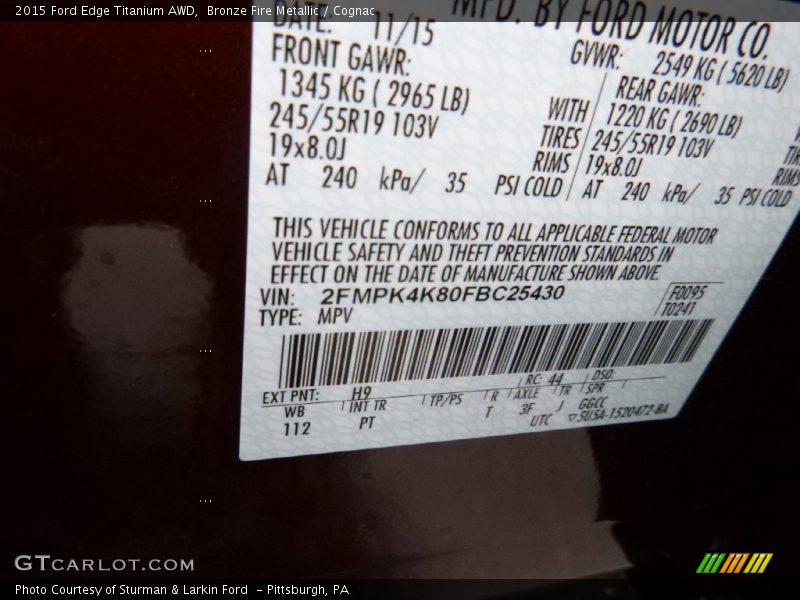 2015 Ford Edge Titanium AWD, Bronze Fire Metallic / Cognac
MFD. BY FORD MOTOR CO.
DATE: 11/15
GVWR: 2549 KG ( 5620 LB)
FRONT GAWR:
1345 KG ( 2965 LB)
245/55R19 103V
19x8.0J
AT 240 kPa/ 35 PSI COLD
WITH
TIRES
RIMS
REAR GAWR:
1220 KG ( 2690 LB)
245/55R19 103V
19x8.0J
AT 240 kPa/ 35 PSI COLD
RIMS
THIS VEHICLE CONFORMS TO ALL APPLICABLE FEDERAL MOTOR
VEHICLE SAFETY AND THEFT PREVENTION STANDARDS IN
EFFECT ON THE DATE OF MANUFACTURE SHOWN ABOVE.
VIN: 2FMPK4K80FBC25430
F0095
T0241
TYPE: MPV
EXT PNT: H9 RC: 44 DSO:
WB INT TR TP/PS R AXLE TR SPR
112 PT T 3F J GGCC
UTC ▽SU5A-1520472-BA
GTCARLOT.COM
Photo Courtesy of Sturman & Larkin Ford - Pittsburgh, PA